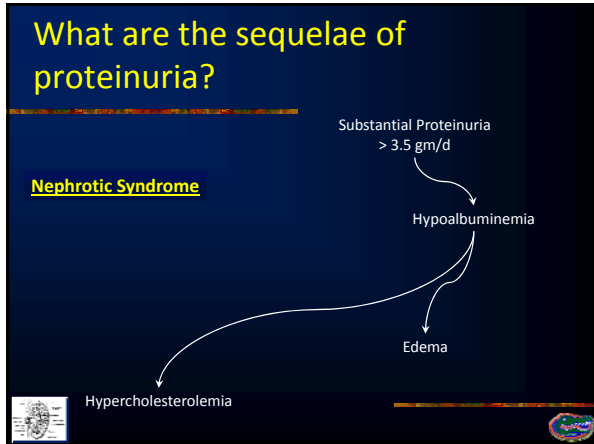 What are the sequelae of
proteinuria?
Substantial Proteinuria
> 3.5 gm/d
Nephrotic Syndrome
Hypoalbuminemia
Edema
Hypercholesterolemia